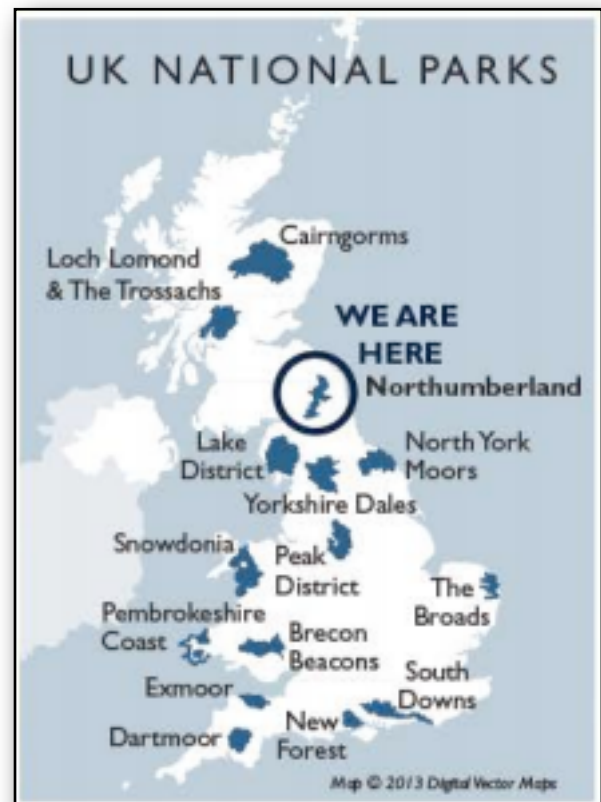 UK NATIONAL PARKS
Cairngorms
Loch Lomond
& The Trossachs
WE ARE
HERE
Northumberland
Lake
District
North York
Moors
Yorkshire Dales
Snowdonia
Peak
District
The
Broads
Pembrokeshire
Coast
Brecon
Beacons
South
Downs
Exmoor
New
Forest
Dartmoor
Map © 2013 Digital Vector Maps